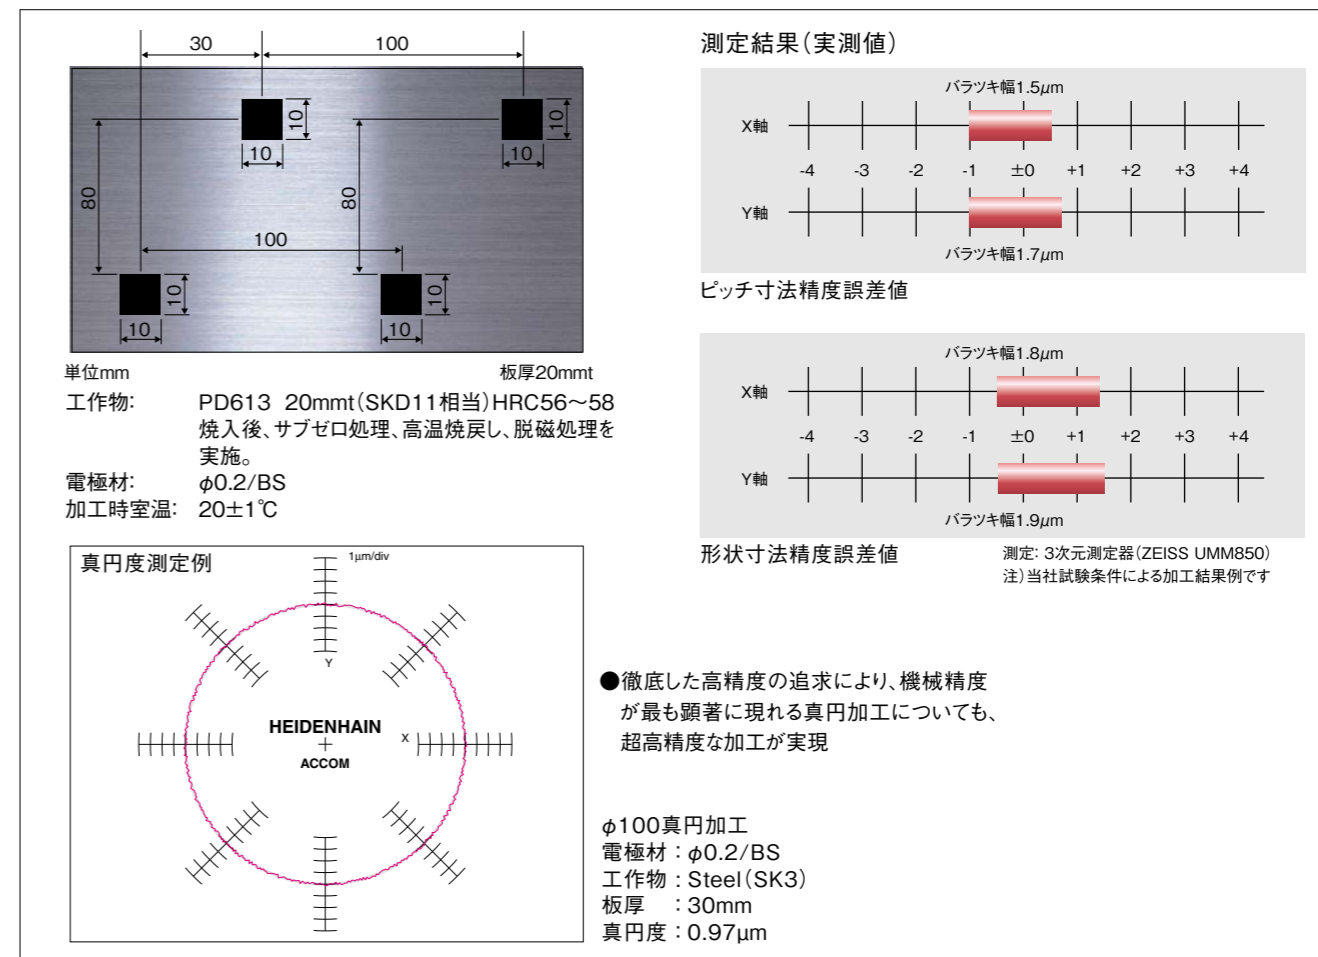 30
100
10
10
10
10
80
80
100
10
10
10
10
単位mm
板厚20mmt
工作物: PD613 20mmt(SKD11相当)HRC56〜58
焼入後、サブゼロ処理、高温焼戻し、脱磁処理を
実施。
電極材: φ0.2/BS
加工時室温: 20±1℃
測定結果(実測値)
バラツキ幅1.5μm
X軸
-4 -3 -2 -1 ±0 +1 +2 +3 +4
Y軸
バラツキ幅1.7μm
ピッチ寸法精度誤差値
バラツキ幅1.8μm
X軸
-4 -3 -2 -1 ±0 +1 +2 +3 +4
Y軸
バラツキ幅1.9μm
形状寸法精度誤差値
測定: 3次元測定器(ZEISS UMM850)
注)当社試験条件による加工結果例です
真円度測定例
1μm/div
Y
HEIDENHAIN
X
ACCOM
●徹底した高精度の追求により、機械精度
が最も顕著に現れる真円加工についても、
超高精度な加工が実現
φ100真円加工
電極材:φ0.2/BS
工作物:Steel(SK3)
板厚 :30mm
真円度:0.97μm